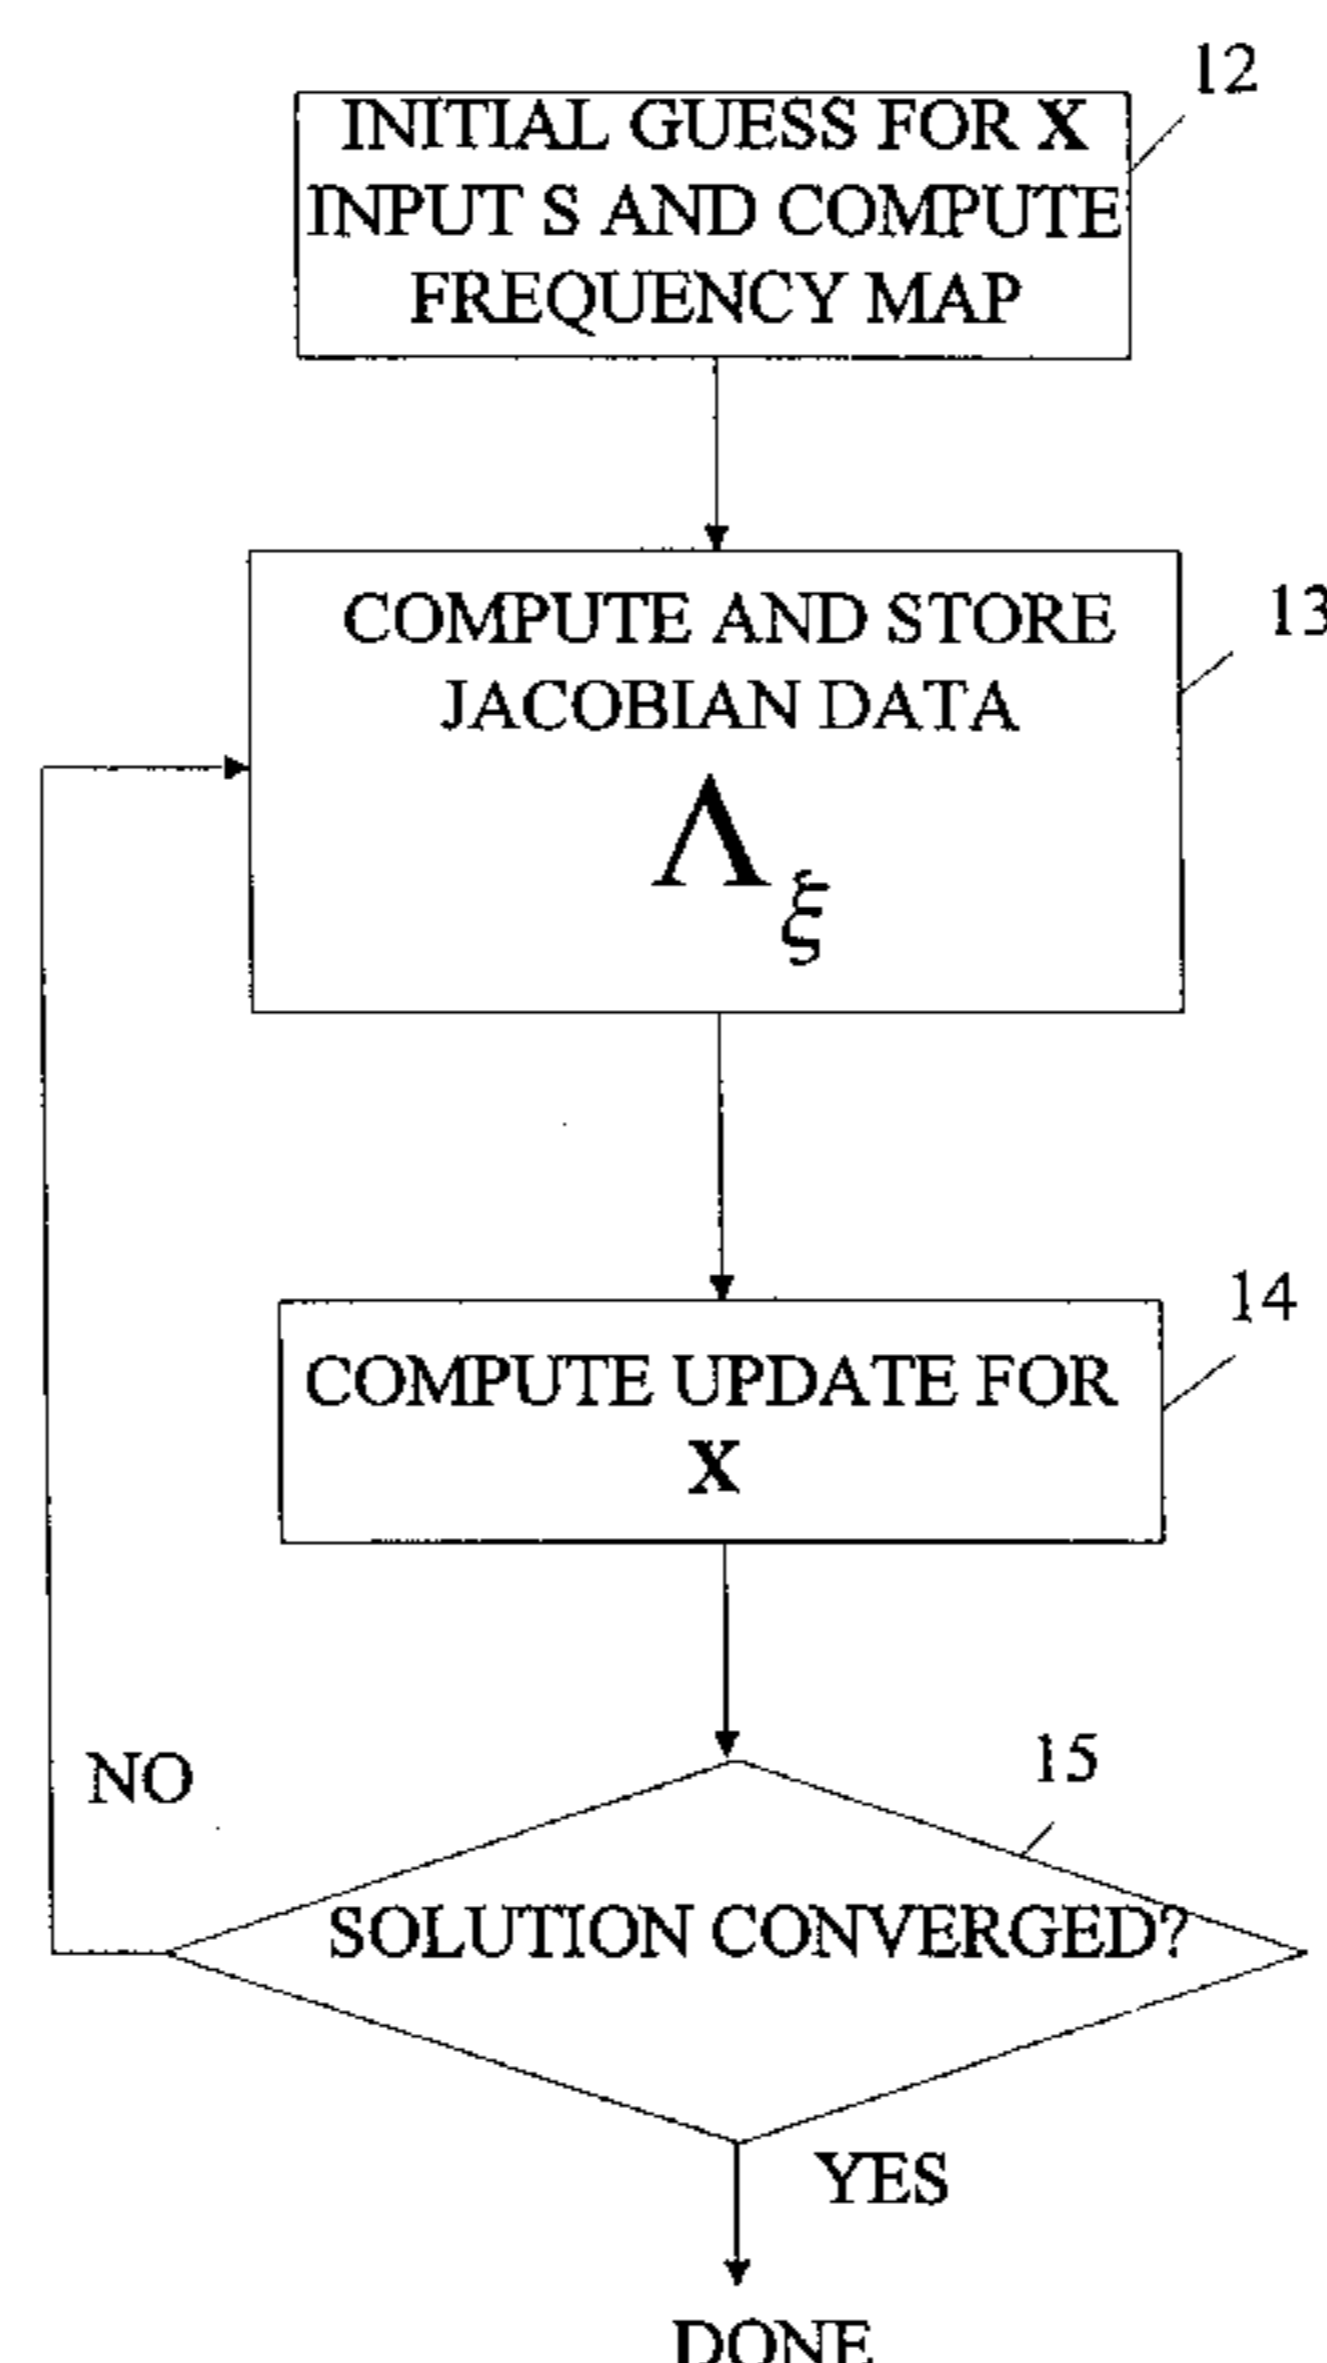 12
INITIAL GUESS FOR X
INPUT S AND COMPUTE
FREQUENCY MAP
13
COMPUTE AND STORE
JACOBIAN DATA
Λξ
14
COMPUTE UPDATE FOR
X
15
NO
SOLUTION CONVERGED?
YES
DONE